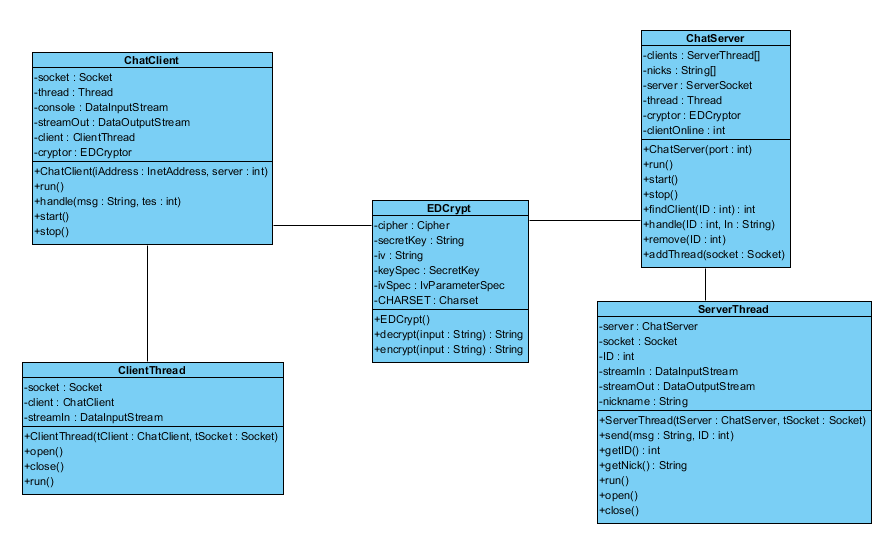 ChatClient
-socket : Socket
-thread : Thread
-console : DataInputStream
-streamOut : DataOutputStream
-client : ClientThread
-cryptor : EDCryptor
+ChatClient(iAddress : InetAddress, server : int)
+run()
+handle(msg : String, tes : int)
+start()
+stop()
ChatServer
-clients : ServerThread[]
-nicks : String[]
-server : ServerSocket
-thread : Thread
-cryptor : EDCryptor
-clientOnline : int
+ChatServer(port : int)
+run()
+start()
+stop()
+findClient(ID : int) : int
+handle(ID : int, In : String)
+remove(ID : int)
+addThread(socket : Socket)
EDCrypt
-cipher : Cipher
-secretKey : String
-iv : String
-keySpec : SecretKey
-ivSpec : IvParameterSpec
-CHARSET : Charset
+EDCrypt()
+decrypt(input : String) : String
+encrypt(input : String) : String
ClientThread
-socket : Socket
-client : ChatClient
-streamIn : DataInputStream
+ClientThread(tClient : ChatClient, tSocket : Socket)
+open()
+close()
+run()
ServerThread
-server : ChatServer
-socket : Socket
-ID : int
-streamIn : DataInputStream
-streamOut : DataOutputStream
-nickname : String
+ServerThread(tServer : ChatServer, tSocket : Socket)
+send(msg : String, ID : int)
+getID() : int
+getNick() : String
+run()
+open()
+close()